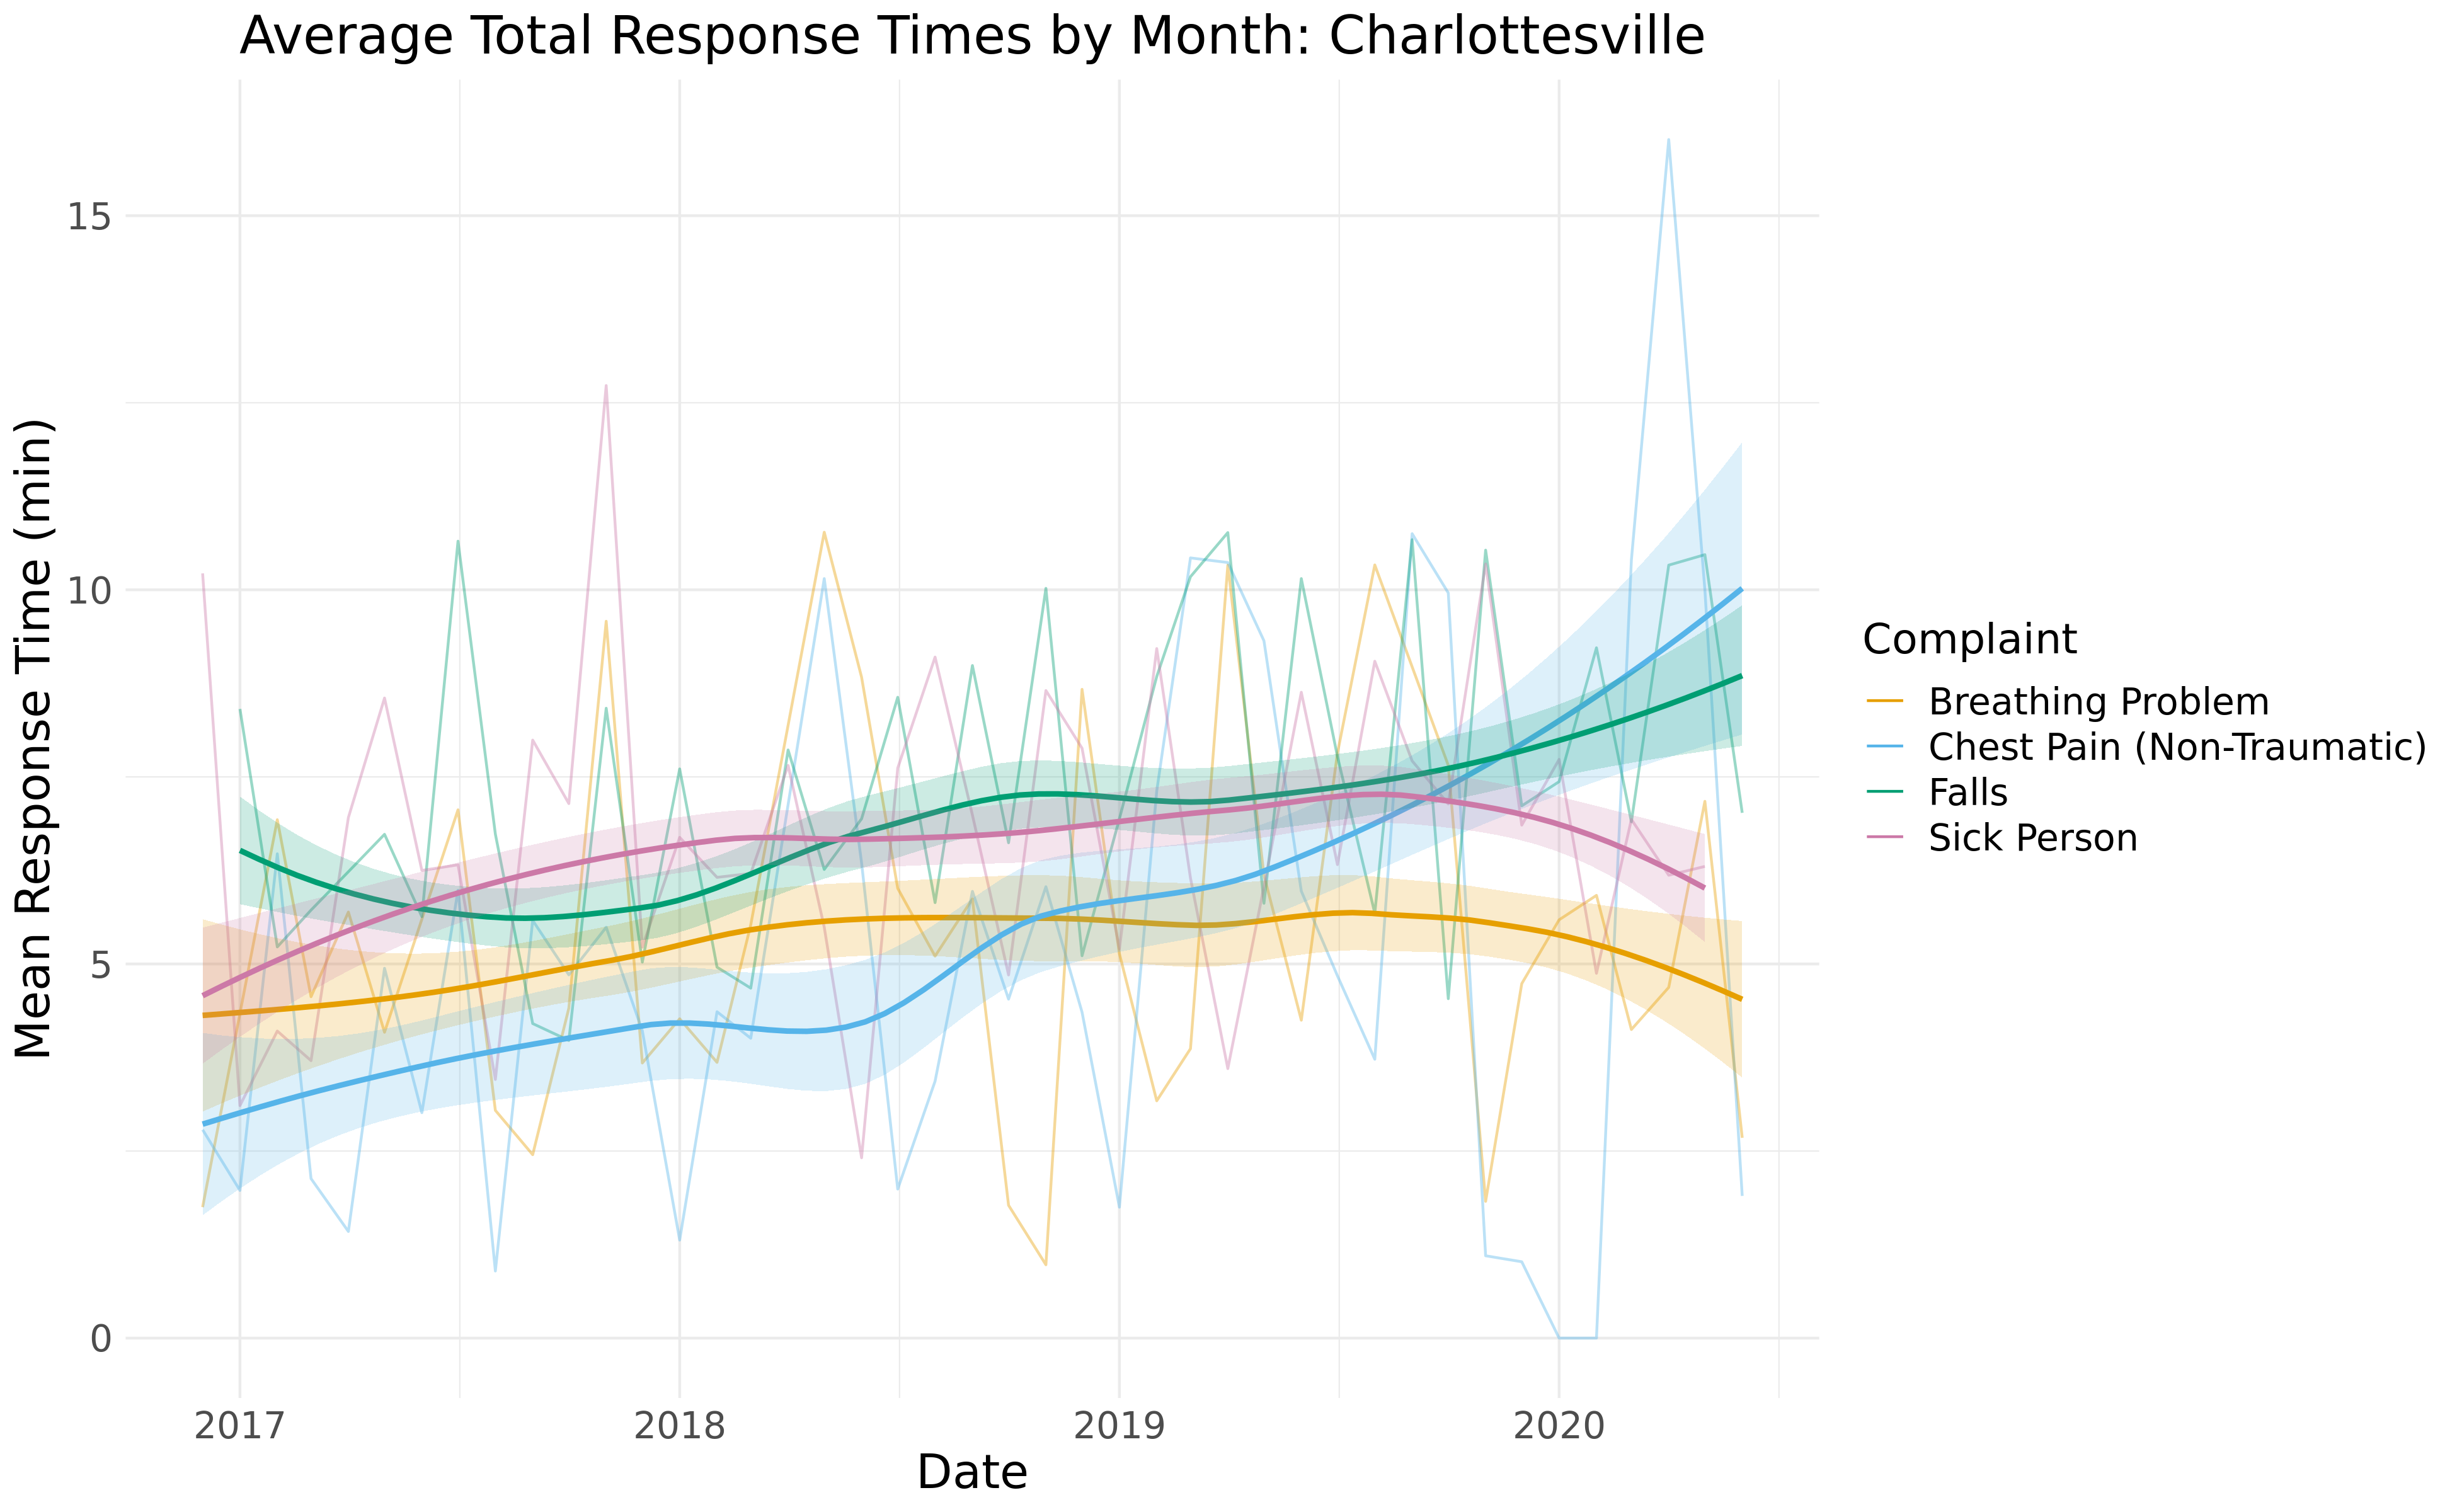 Average Total Response Times by Month: Charlottesville
Mean Response Time (min)
15
10
5
0
2017
2018
2019
2020
Date
Complaint
Breathing Problem
Chest Pain (Non-Traumatic)
Falls
Sick Person